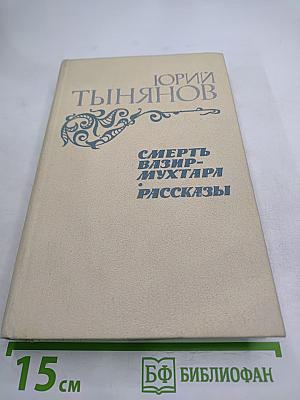 ЮРИЙ
ТЫНЯНОВ
СМЕРТЬ
ВАЗИР-
МУХТАРА
•
РАССКАЗЫ
15 см
БФ БИБЛИОФАН